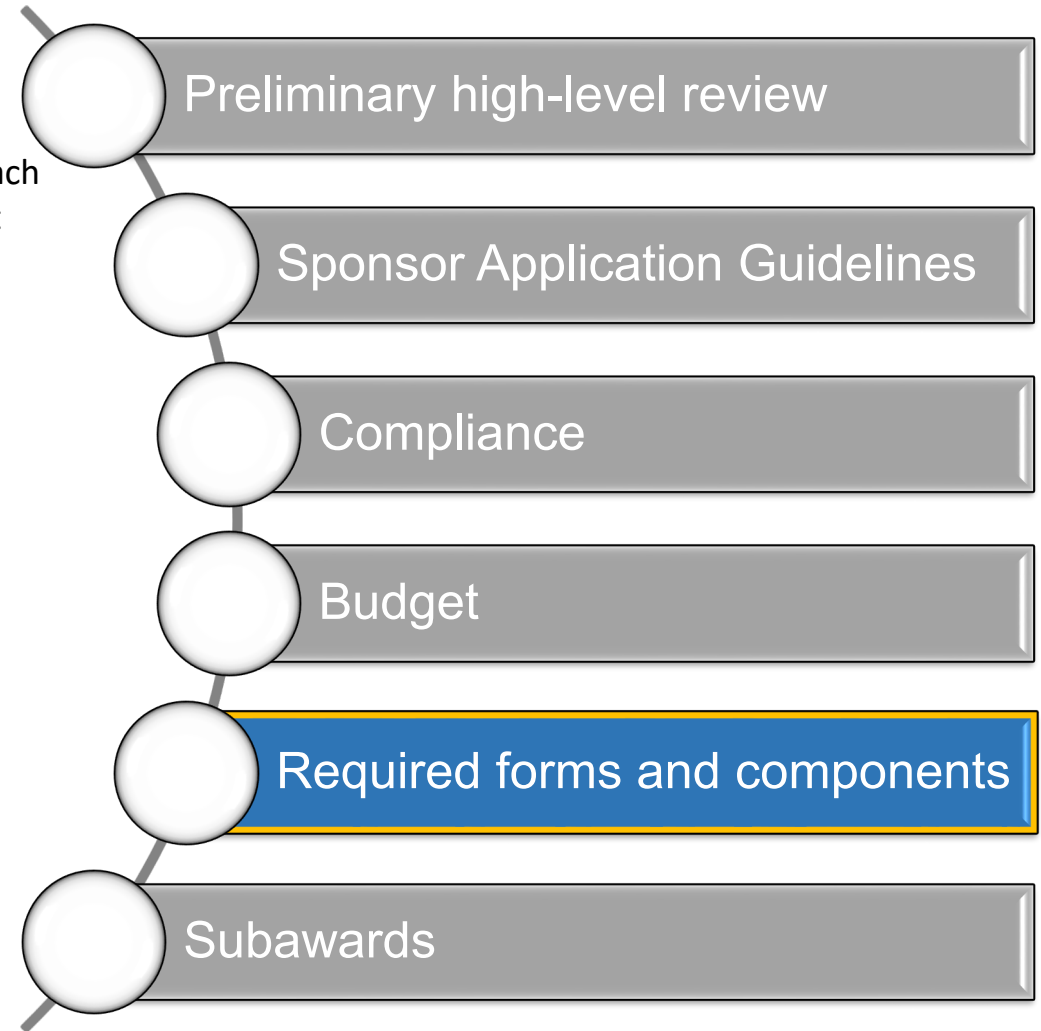 Preliminary high-level review
Sponsor Application Guidelines
Compliance
Budget
Required forms and components
Subawards